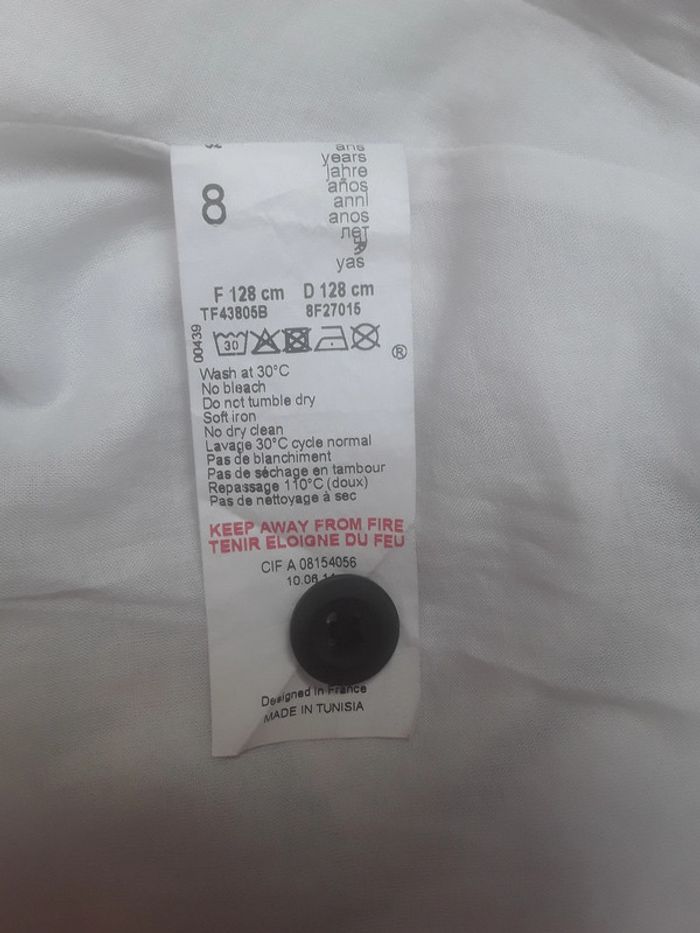 ans
years
Jahre
8
años
anni
anos
лет
yas
F 128 cm D 128 cm
TF43805B 8F27015
00439
30
®
Wash at 30°C
No bleach
Do not tumble dry
Soft iron
No dry clean
Lavage 30°C cycle normal
Pas de blanchiment
Pas de séchage en tambour
Repassage 110°C (doux)
Pas de nettoyage à sec
KEEP AWAY FROM FIRE
TENIR ELOIGNE DU FEU
CIF A 08154056
10.06
Designed in France
MADE IN TUNISIA